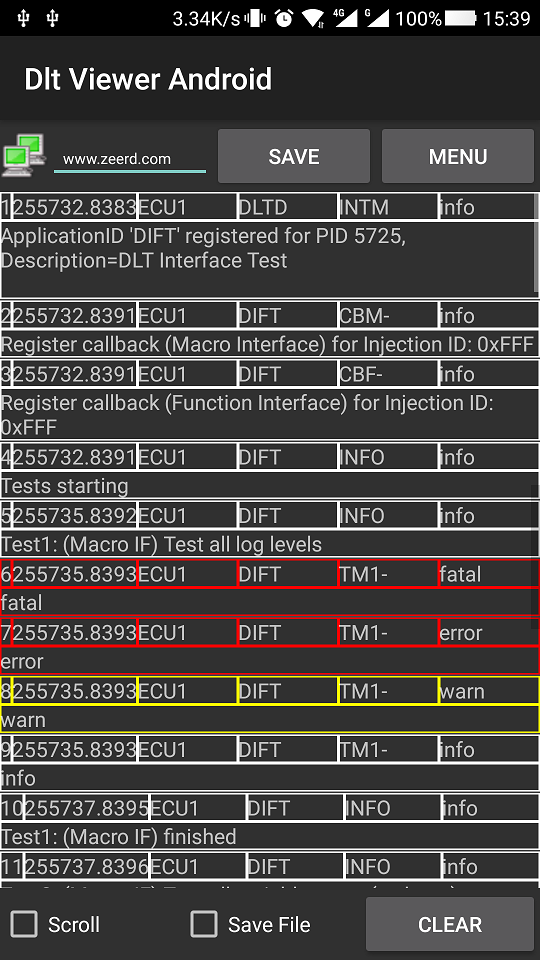 3.34K/s 4G G 100% 15:39
Dlt Viewer Android
www.zeerd.com SAVE MENU
1 255732.8383 ECU1 DLTD INTM info
ApplicationID 'DIFT' registered for PID 5725,
Description=DLT Interface Test
2 255732.8391 ECU1 DIFT CBM- info
Register callback (Macro Interface) for Injection ID: 0xFFF
3 255732.8391 ECU1 DIFT CBF- info
Register callback (Function Interface) for Injection ID:
0xFFF
4 255732.8391 ECU1 DIFT INFO info
Tests starting
5 255735.8392 ECU1 DIFT INFO info
Test1: (Macro IF) Test all log levels
6 255735.8393 ECU1 DIFT TM1- fatal
fatal
7 255735.8393 ECU1 DIFT TM1- error
error
8 255735.8393 ECU1 DIFT TM1- warn
warn
9 255735.8393 ECU1 DIFT TM1- info
info
10 255737.8395 ECU1 DIFT INFO info
Test1: (Macro IF) finished
11 255737.8396 ECU1 DIFT INFO info
Scroll Save File CLEAR